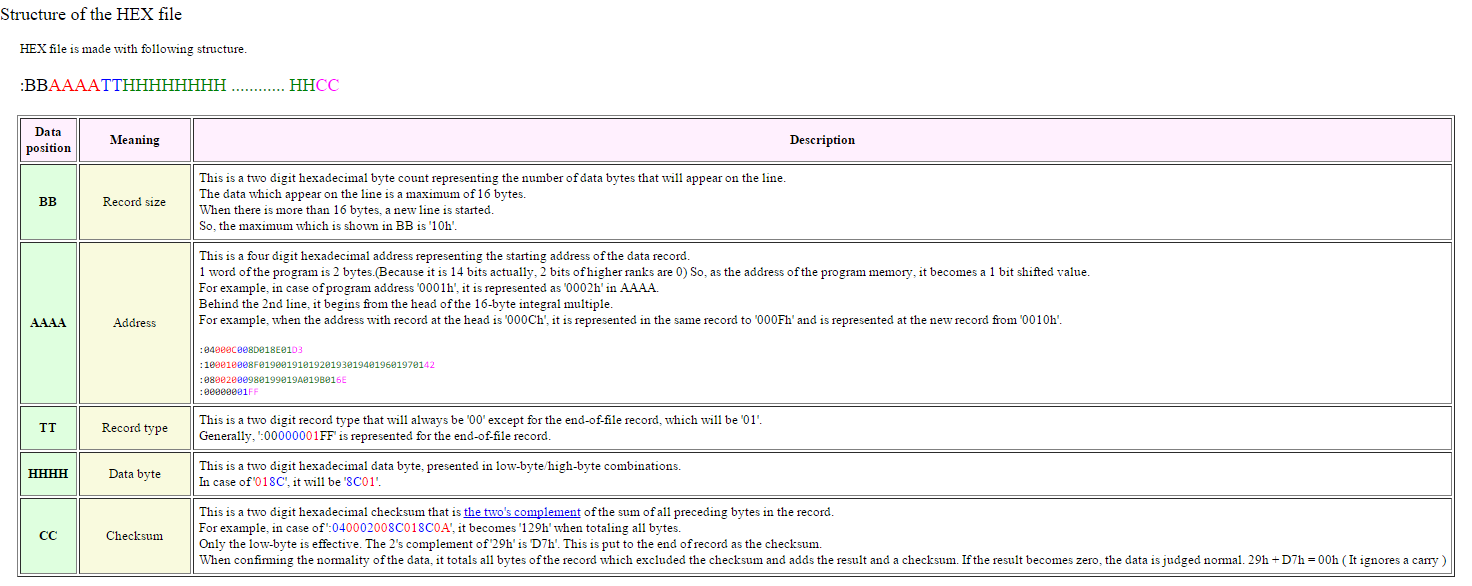 Structure of the HEX file
HEX file is made with following structure.
:BBAAAATTHHHHHHHH ............ HHCC
Data position
Meaning
Description
BB
Record size
This is a two digit hexadecimal byte count representing the number of data bytes that will appear on the line.
The data which appear on the line is a maximum of 16 bytes.
When there is more than 16 bytes, a new line is started.
So, the maximum which is shown in BB is '10h'.
AAAA
Address
This is a four digit hexadecimal address representing the starting address of the data record.
1 word of the program is 2 bytes.(Because it is 14 bits actually, 2 bits of higher ranks are 0) So, as the address of the program memory, it becomes a 1 bit shifted value.
For example, in case of program address '0001h', it is represented as '0002h' in AAAA.
Behind the 2nd line, it begins from the head of the 16-byte integral multiple.
For example, when the address with record at the head is '000Ch', it is represented in the same record to '000Fh' and is represented at the new record from '0010h'.
:04000C008D018E01D3
:100010008F01900191019201930194019601970142
:08002000980199019A019B016E
:00000001FF
TT
Record type
This is a two digit record type that will always be '00' except for the end-of-file record, which will be '01'.
Generally, ':00000001FF' is represented for the end-of-file record.
HHHH
Data byte
This is a two digit hexadecimal data byte, presented in low-byte/high-byte combinations.
In case of '018C', it will be '8C01'.
CC
Checksum
This is a two digit hexadecimal checksum that is the two's complement of the sum of all preceding bytes in the record.
For example, in case of ':040002008C018C0A', it becomes '129h' when totaling all bytes.
Only the low-byte is effective. The 2's complement of '29h' is 'D7h'. This is put to the end of record as the checksum.
When confirming the normality of the data, it totals all bytes of the record which excluded the checksum and adds the result and a checksum. If the result becomes zero, the data is judged normal. 29h + D7h = 00h ( It ignores a carry )